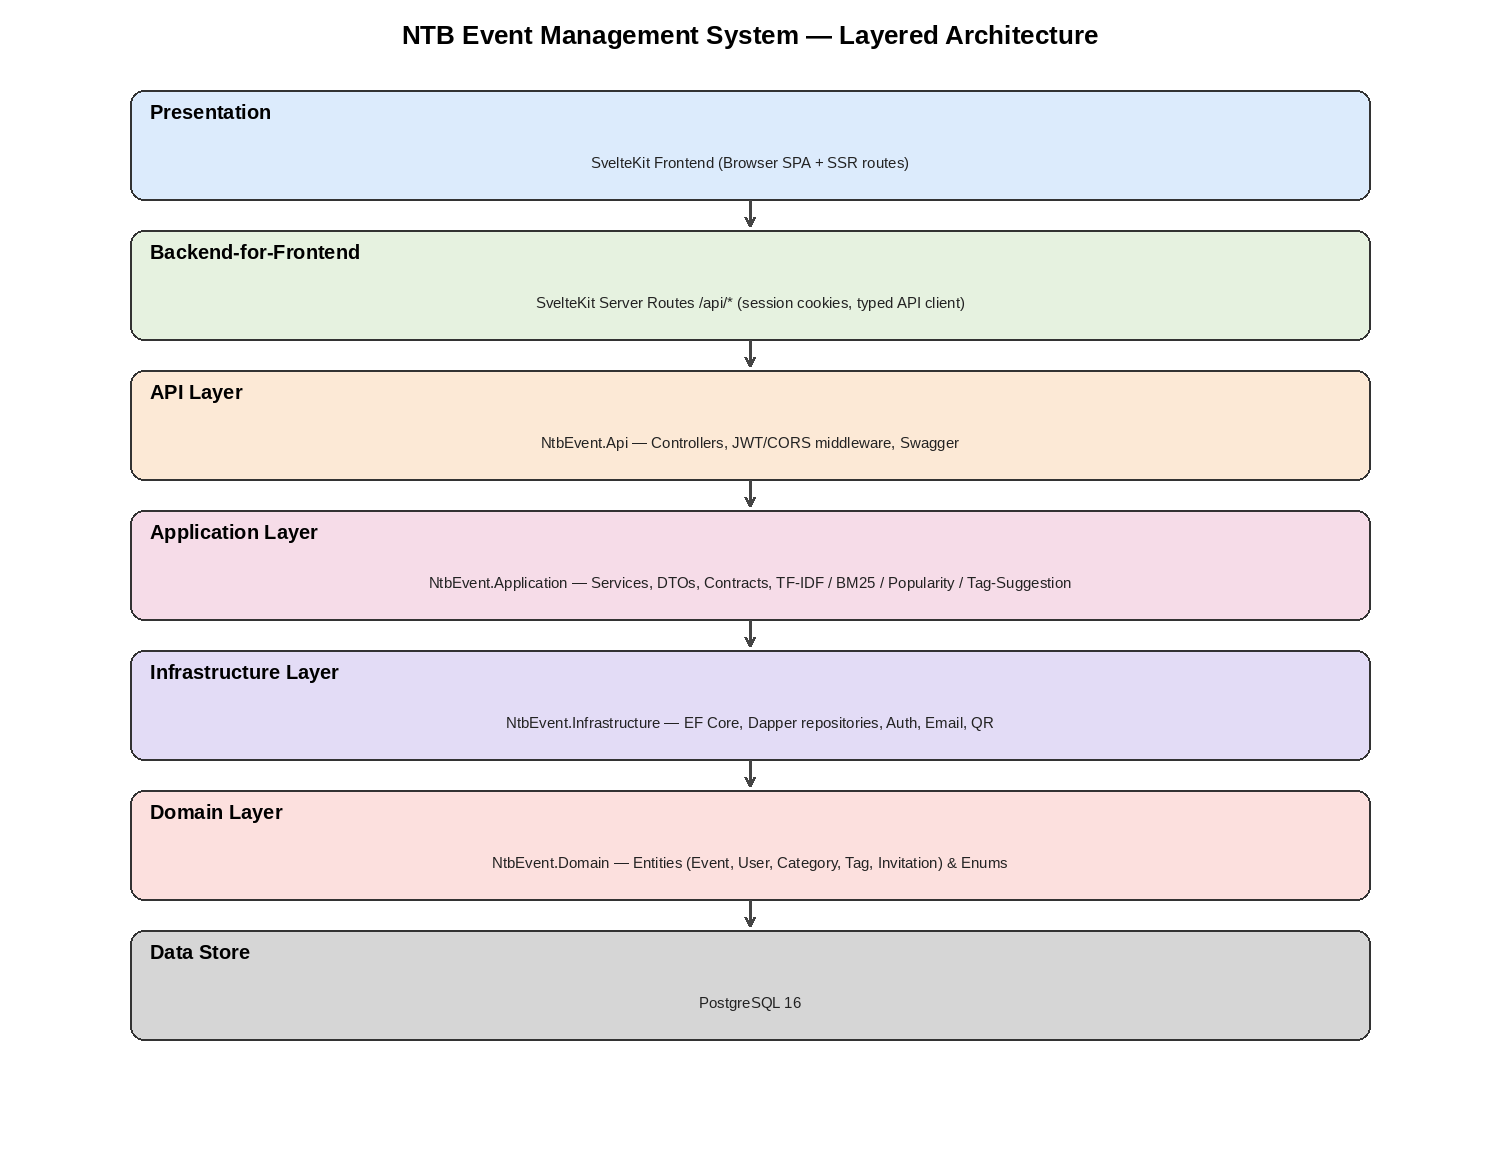 NTB Event Management System — Layered Architecture
Presentation
SvelteKit Frontend (Browser SPA + SSR routes)
Backend-for-Frontend
SvelteKit Server Routes /api/* (session cookies, typed API client)
API Layer
NtbEvent.Api — Controllers, JWT/CORS middleware, Swagger
Application Layer
NtbEvent.Application — Services, DTOs, Contracts, TF-IDF / BM25 / Popularity / Tag-Suggestion
Infrastructure Layer
NtbEvent.Infrastructure — EF Core, Dapper repositories, Auth, Email, QR
Domain Layer
NtbEvent.Domain — Entities (Event, User, Category, Tag, Invitation) & Enums
Data Store
PostgreSQL 16